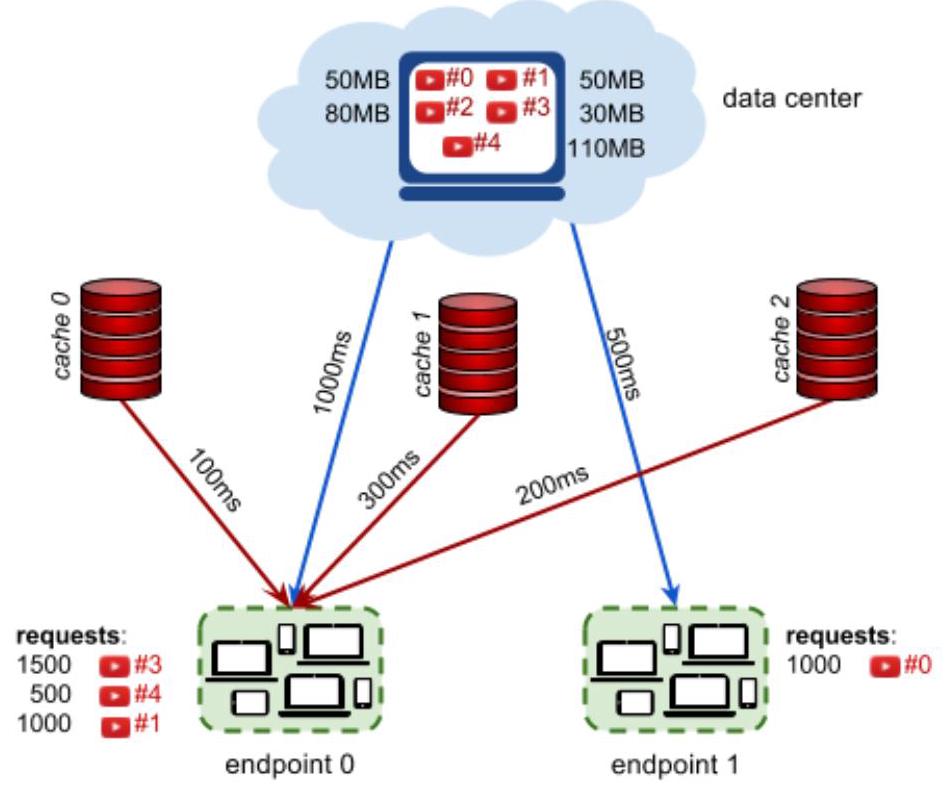 50MB #0 #1 50MB
80MB #2 #3 30MB
#4 110MB
data center
cache 0
1000ms
cache 1
500ms
cache 2
100ms
300ms
200ms
requests:
1500 #3
500 #4
1000 #1
endpoint 0
requests:
1000 #0
endpoint 1